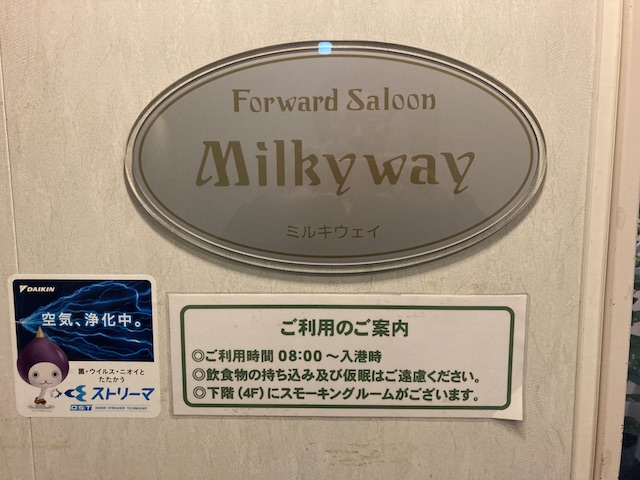 Forward Saloon
Milkyway
ミルキウェイ
DAIKIN
空気、浄化中。
菌・ウイルス・ニオイと
たたかう
ストリーマ
DST DAIKIN STREAMER TECHNOLOGY
ご利用のご案内
◎ご利用時間 08:00～入港時
◎飲食物の持ち込み及び仮眠はご遠慮ください。
◎下階(4F)にスモーキングルームがございます。